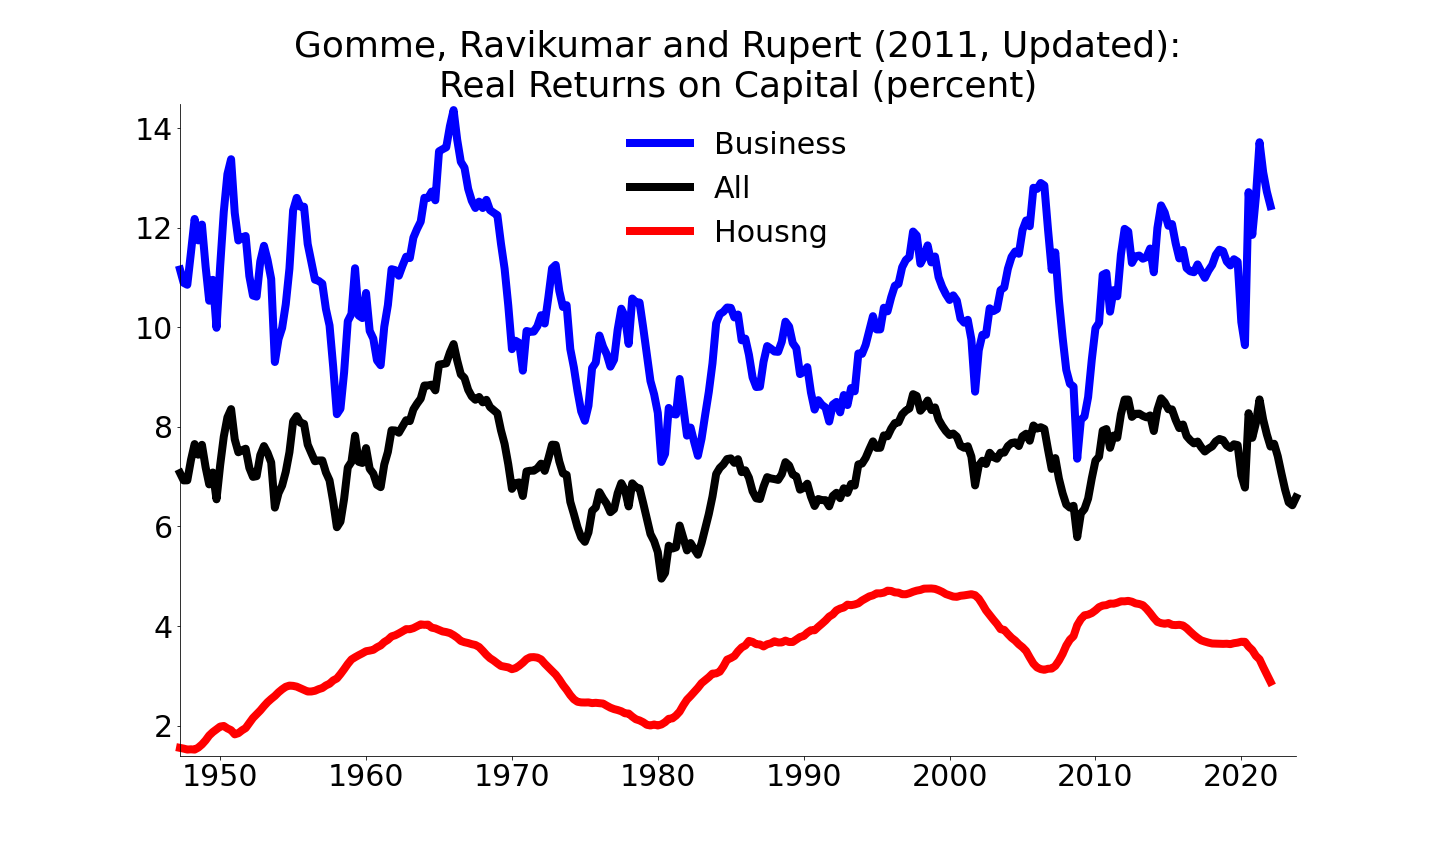 Gomme, Ravikumar and Rupert (2011, Updated):
Real Returns on Capital (percent)
Business
All
Housng
14
12
10
8
6
4
2
1950 1960 1970 1980 1990 2000 2010 2020